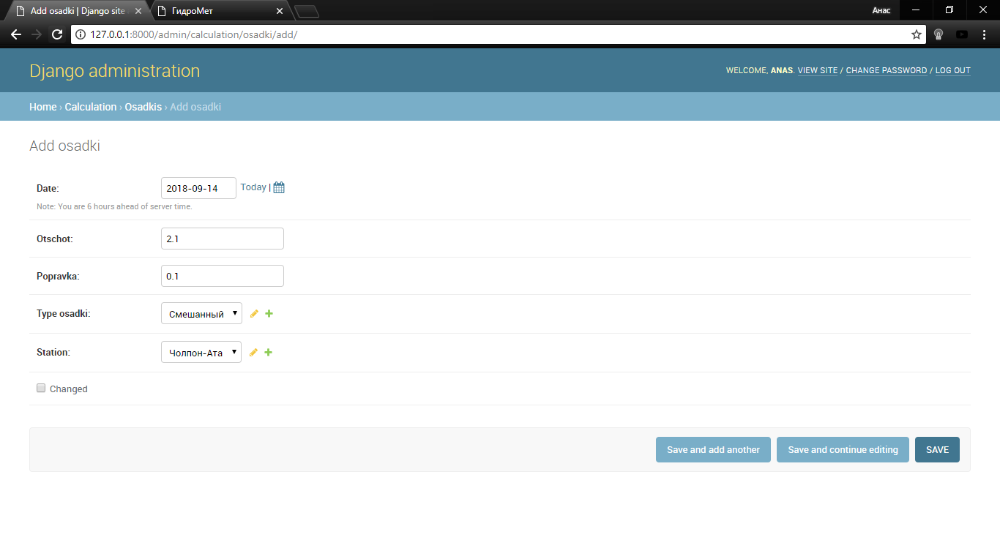 Add osadki | Django site
ГидроМет
Анас
127.0.0.1:8000/admin/calculation/osadki/add/
Django administration
WELCOME, ANAS. VIEW SITE / CHANGE PASSWORD / LOG OUT
Home › Calculation › Osadkis › Add osadki
Add osadki
Date: 2018-09-14 Today |
Note: You are 6 hours ahead of server time.
Otschot: 2.1
Popravka: 0.1
Type osadki: Смешанный
Station: Чолпон-Ата
Changed
Save and add another Save and continue editing SAVE